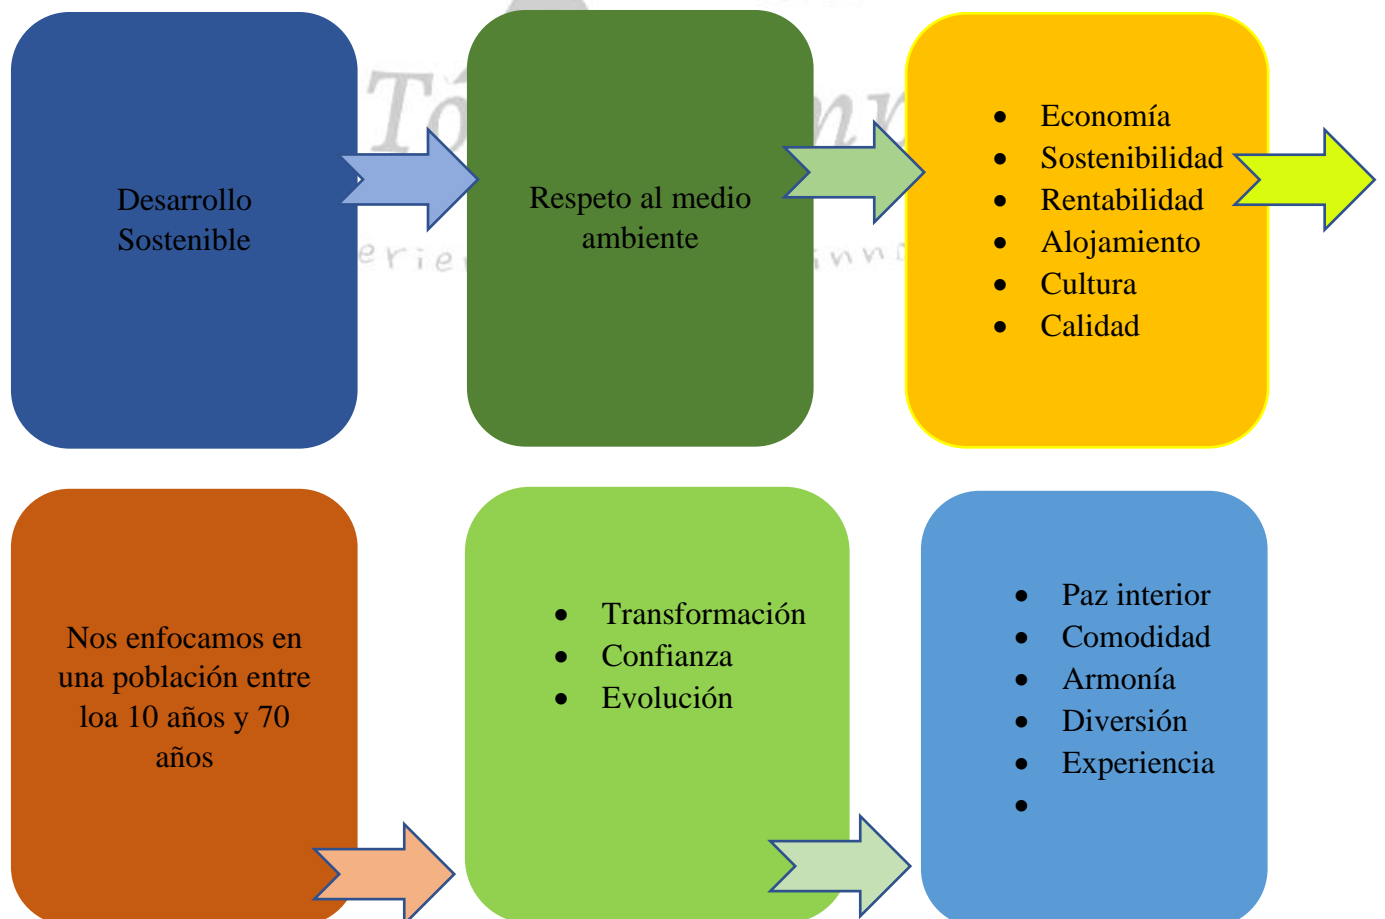 Desarrollo
Sostenible
Respeto al medio
ambiente
• Economía
• Sostenibilidad
• Rentabilidad
• Alojamiento
• Cultura
• Calidad
Nos enfocamos en
una población entre
loa 10 años y 70
años
• Transformación
• Confianza
• Evolución
• Paz interior
• Comodidad
• Armonía
• Diversión
• Experiencia
•